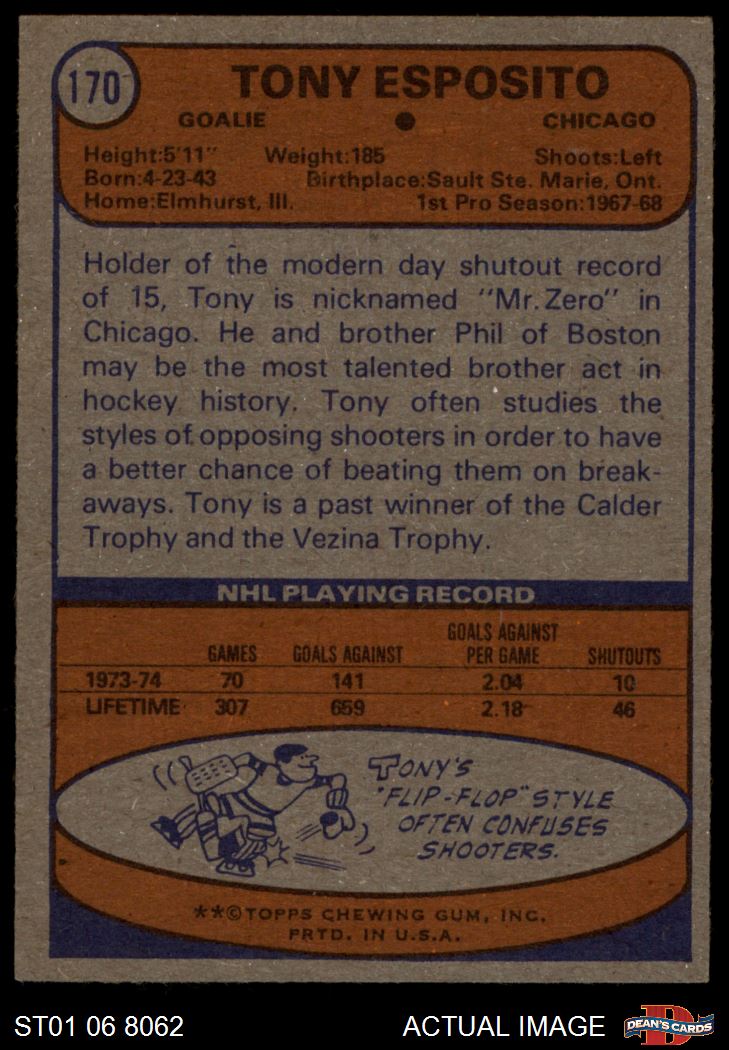 170
TONY ESPOSITO
GOALIE ● CHICAGO
Height:5'11" Weight:185 Shoots:Left
Born:4-23-43 Birthplace:Sault Ste. Marie, Ont.
Home:Elmhurst, Ill. 1st Pro Season:1967-68
Holder of the modern day shutout record
of 15, Tony is nicknamed "Mr. Zero" in
Chicago. He and brother Phil of Boston
may be the most talented brother act in
hockey history. Tony often studies the
styles of opposing shooters in order to have
a better chance of beating them on break-
aways. Tony is a past winner of the Calder
Trophy and the Vezina Trophy.
NHL PLAYING RECORD
GAMES GOALS AGAINST GOALS AGAINST PER GAME SHUTOUTS
1973-74 70 141 2.04 10
LIFETIME 307 659 2.18 46
TONY'S
"FLIP-FLOP" STYLE
OFTEN CONFUSES
SHOOTERS.
**©TOPPS CHEWING GUM, INC.
PRTD. IN U.S.A.
ST01 06 8062 ACTUAL IMAGE DEAN'S CARDS